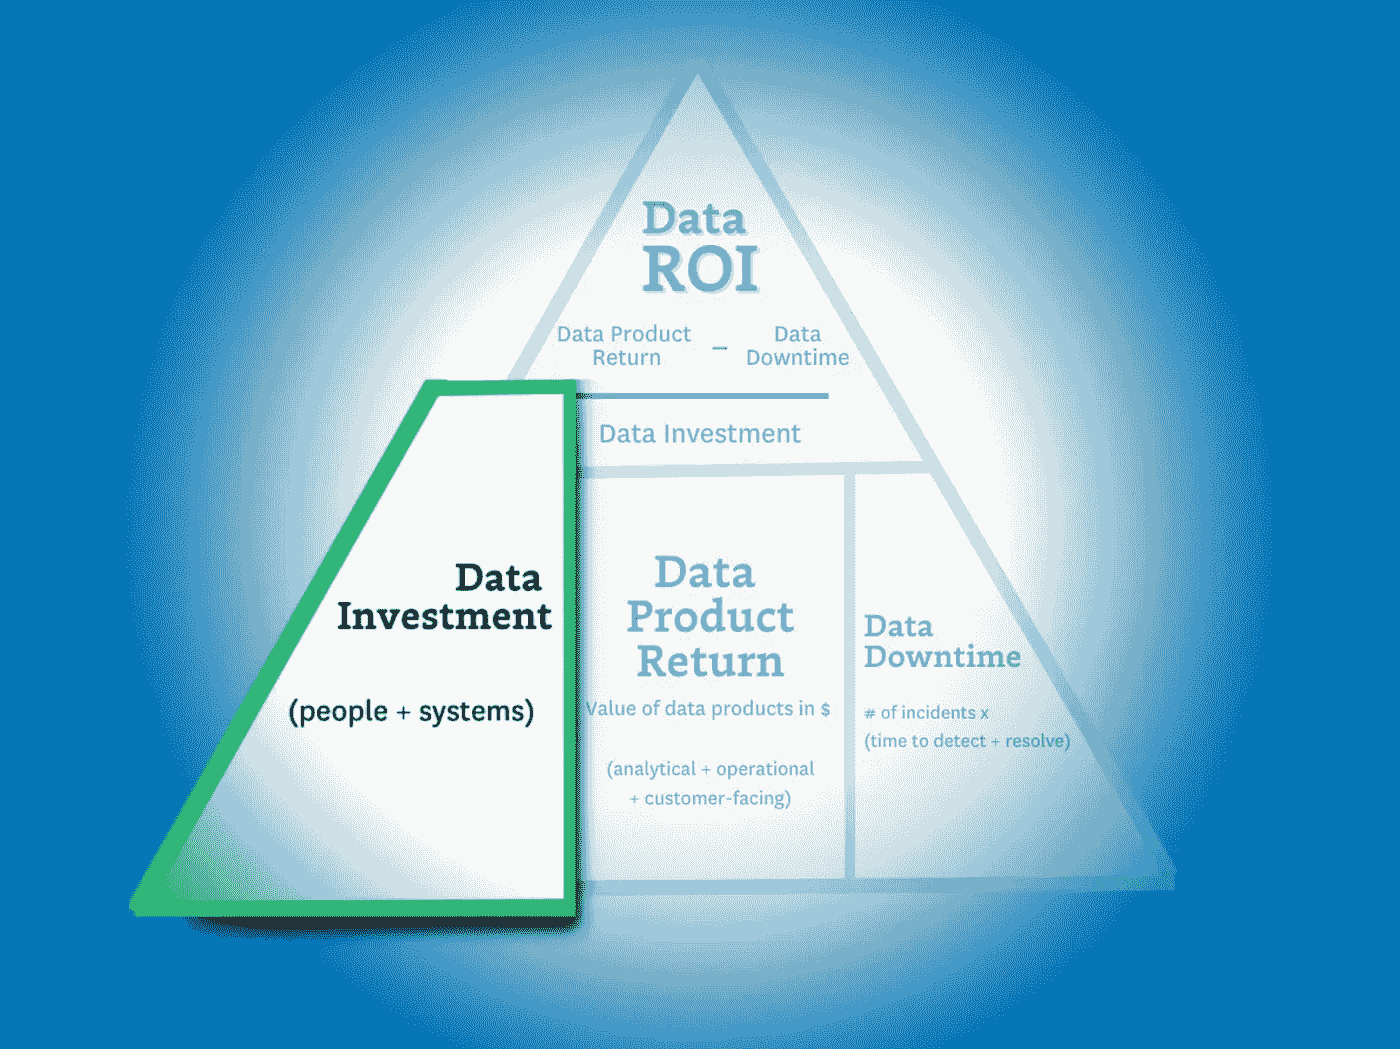 Data
ROI
Data Product
Return
–
Data
Downtime
Data Investment
Data
Investment
(people + systems)
Data
Product
Return
Value of data products in $
(analytical + operational
+ customer-facing)
Data
Downtime
# of incidents x
(time to detect + resolve)